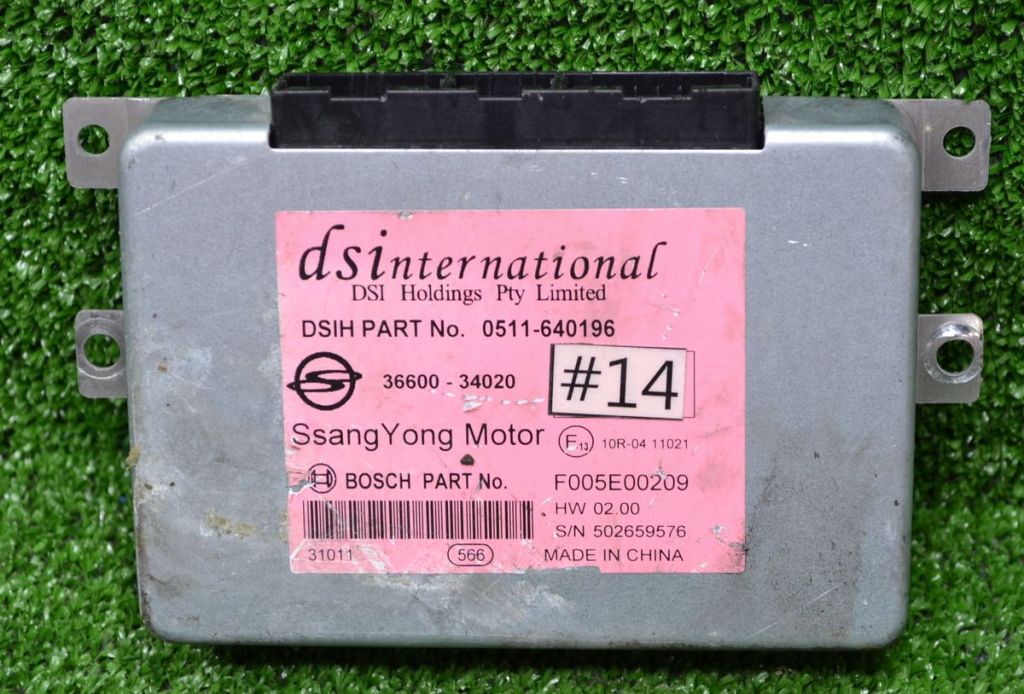 dsinternational
DSI Holdings Pty Limited
DSIH PART No. 0511-640196
36600 - 34020
#14
SsangYong Motor
E13 10R-04 11021
BOSCH PART No. F005E00209
HW 02.00
S/N 502659576
31011 566 MADE IN CHINA